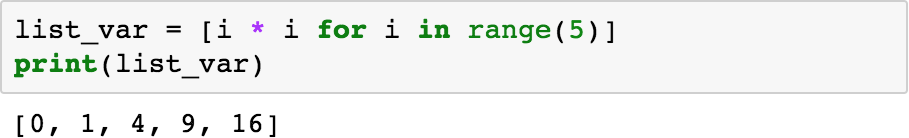 list_var = [i * i for i in range(5)]
print(list_var)
[0, 1, 4, 9, 16]